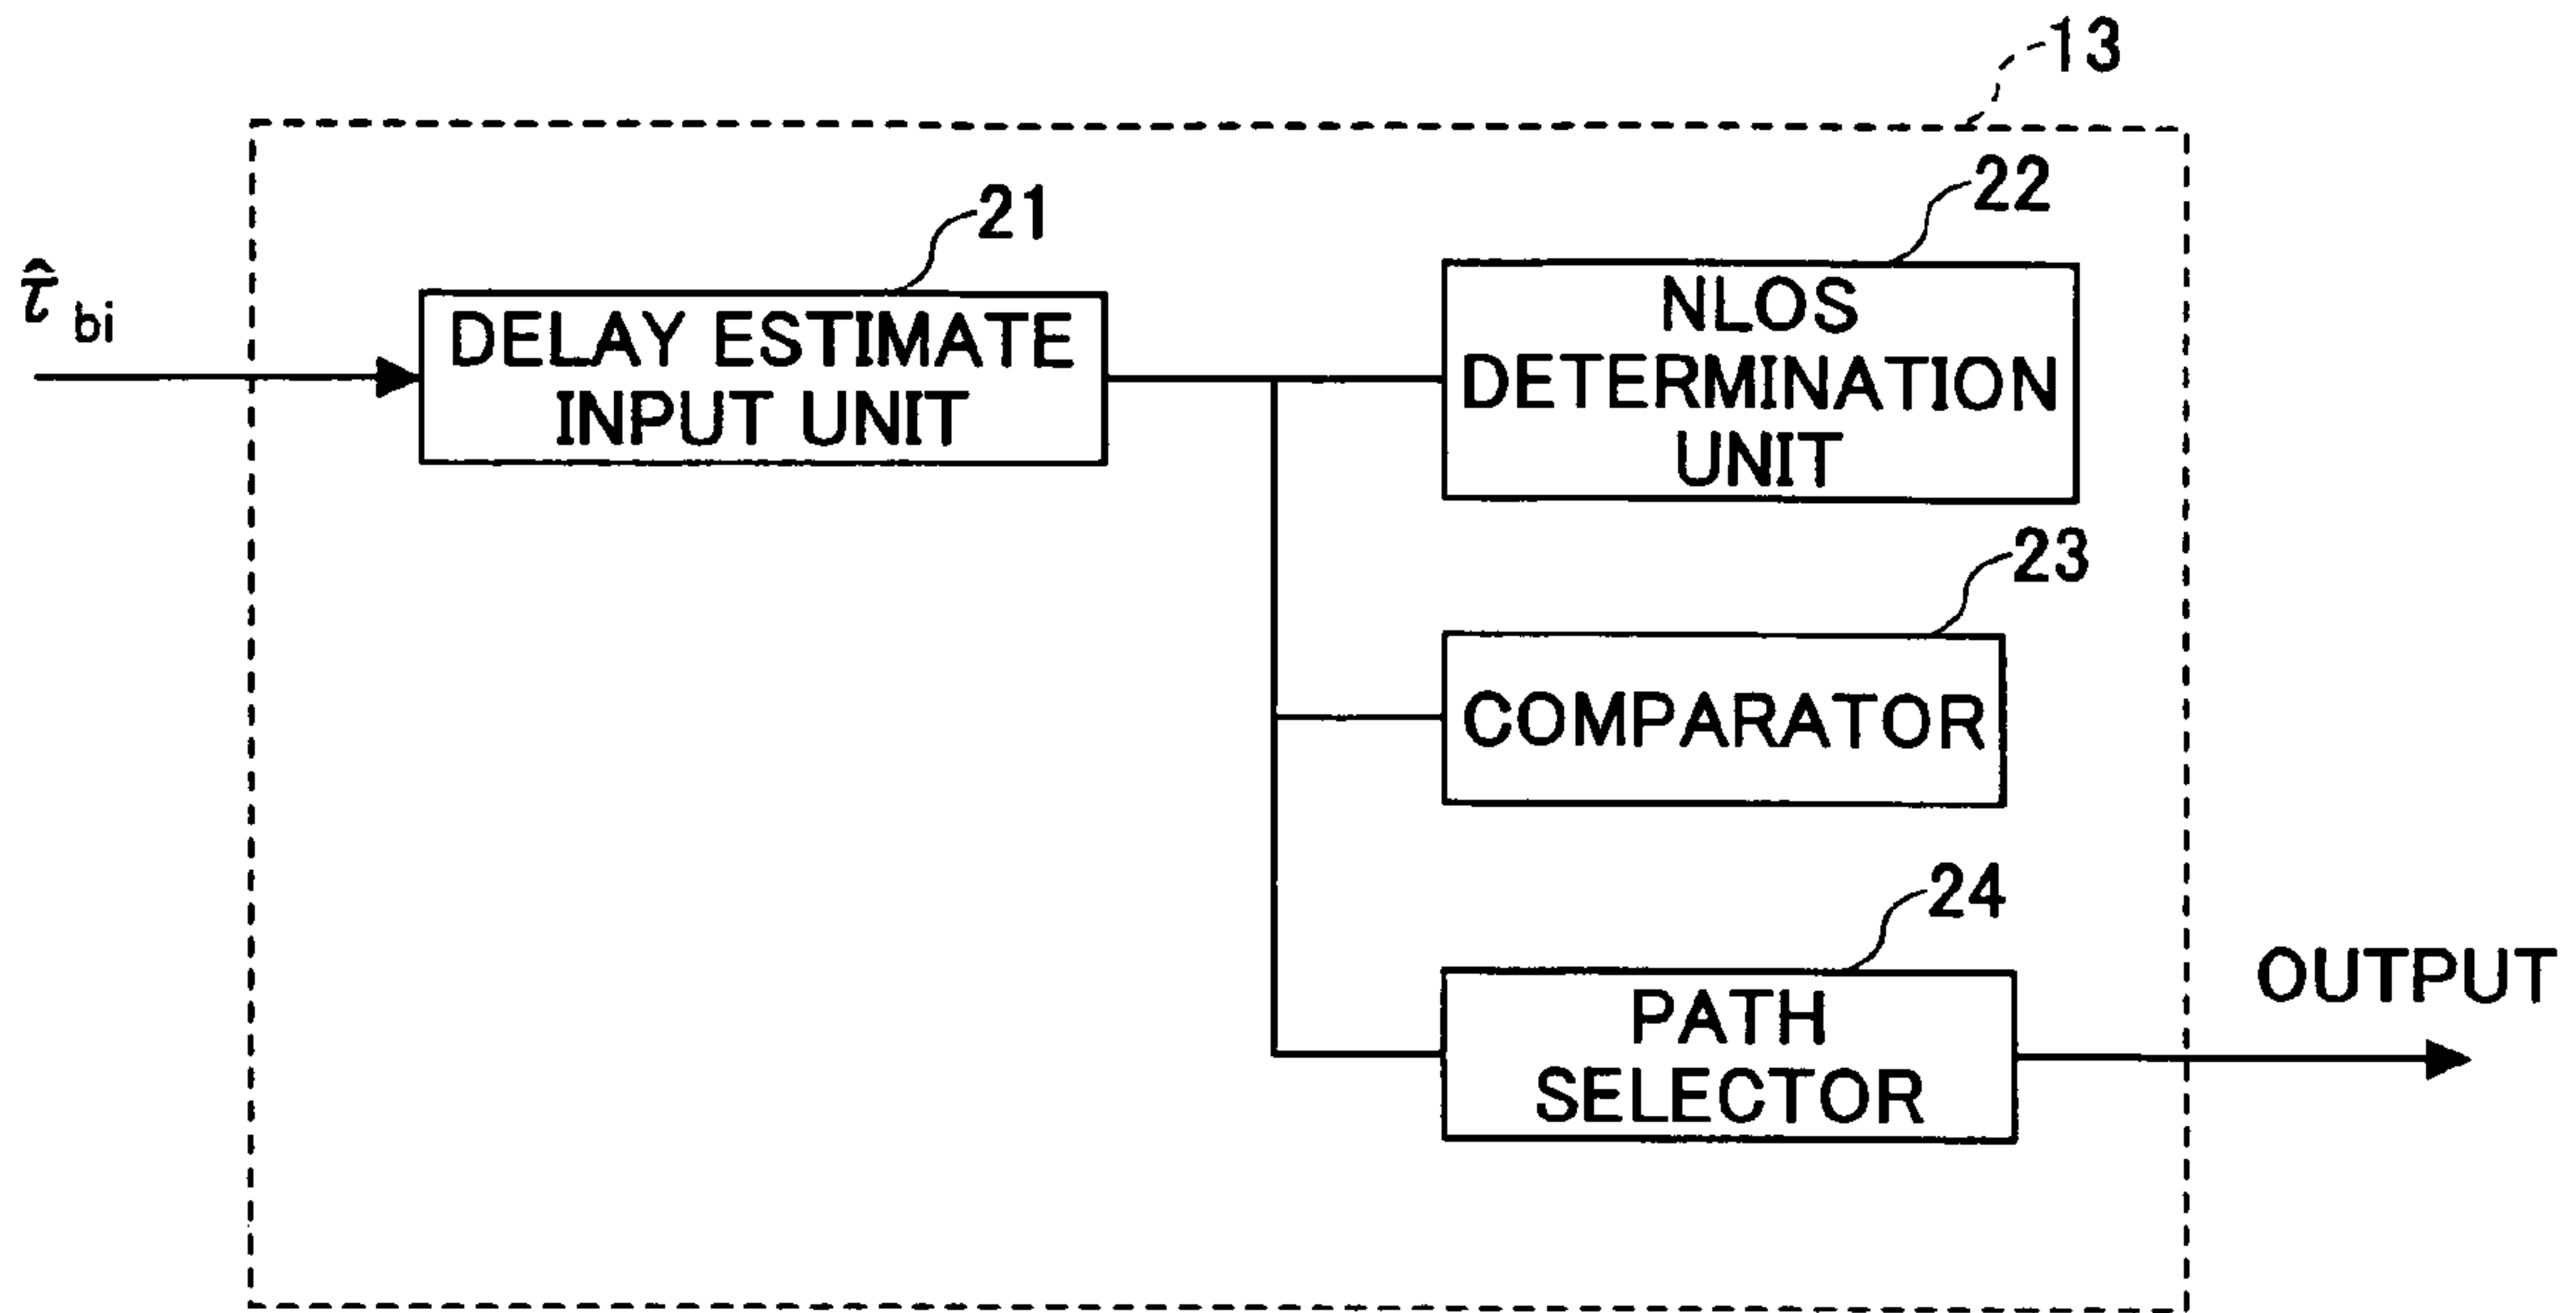 13
22
21
τ̂ bi
DELAY ESTIMATE
INPUT UNIT
NLOS
DETERMINATION
UNIT
23
COMPARATOR
24
PATH
SELECTOR
OUTPUT